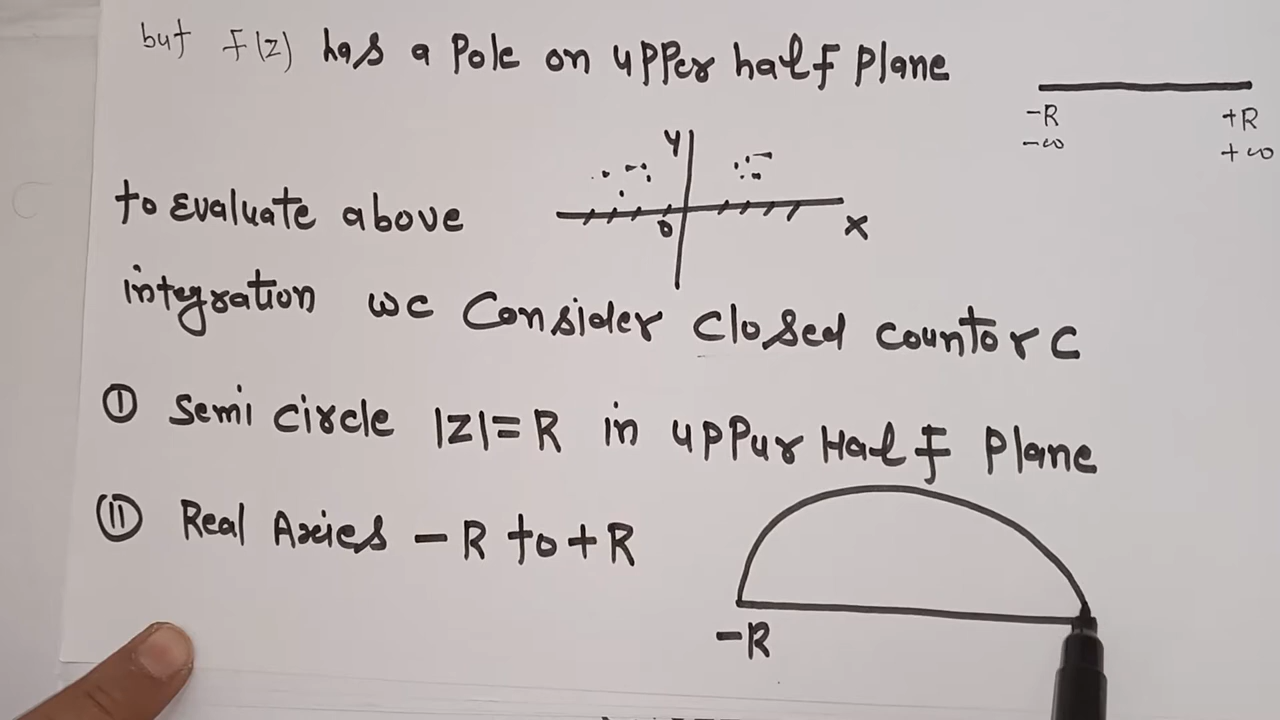 but F(z) has a Pole on upper half plane
-R +R
-∞ +∞
Y
O X
to Evaluate above
integration we Consider closed countor C
① Semi circle |z|=R in uppur Half Plane
⑪ Real Axies -R to +R
-R